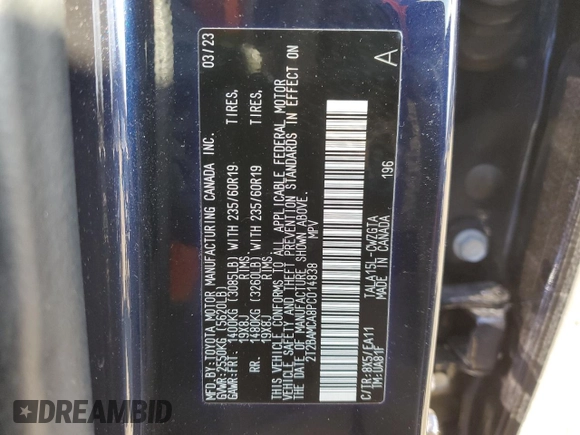 MFD.BY:TOYOTA MOTOR MANUFACTURING CANADA INC. 03/23
GVWR:2550KG (5620LB)
GAWR:FRT. 1400KG (3085LB) WITH 235/60R19 TIRES,
19X8J RIMS,
RR. 1480KG (3260LB) WITH 235/60R19 TIRES,
19X8J RIMS,
THIS VEHICLE CONFORMS TO ALL APPLICABLE FEDERAL MOTOR
VEHICLE SAFETY AND THEFT PREVENTION STANDARDS IN EFFECT ON
THE DATE OF MANUFACTURE SHOWN ABOVE.
2T2BAMCA8PC014838 MPV
A
C/TR:8X5/EA11 TALA15L-CWZGTA 196
TM:UA81F MADE IN CANADA
DREAMBID